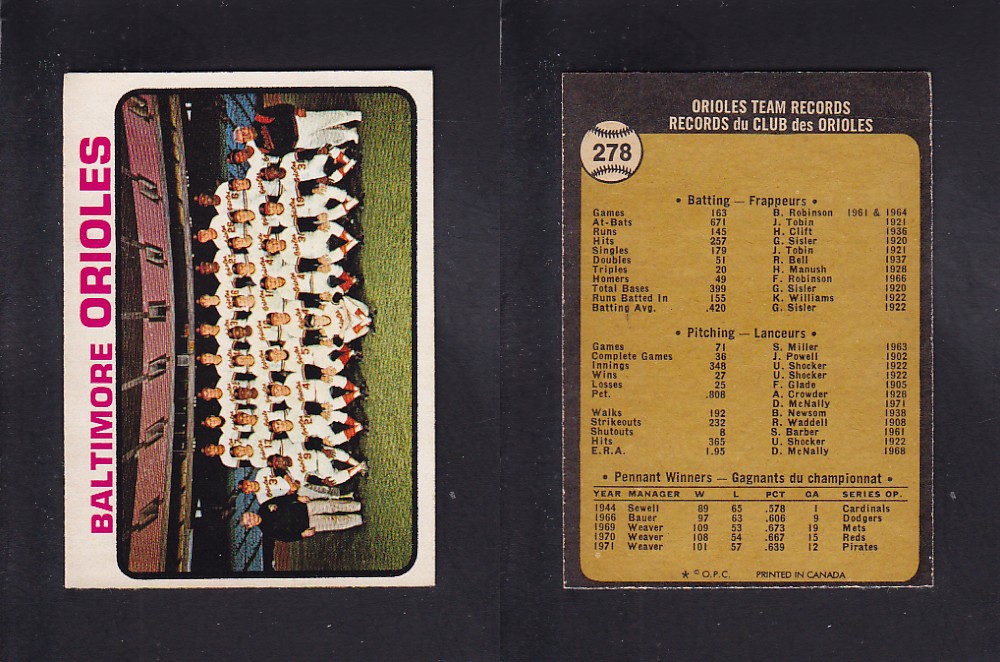 BALTIMORE ORIOLES
ORIOLES TEAM RECORDS
RECORDS du CLUB des ORIOLES
278
• Batting — Frappeurs •
Games 163 B. Robinson 1961 & 1964
At-Bats 671 J. Tobin 1921
Runs 145 H. Clift 1936
Hits 257 G. Sisler 1920
Singles 179 J. Tobin 1921
Doubles 51 R. Bell 1937
Triples 20 H. Manush 1928
Homers 49 F. Robinson 1966
Total Bases 399 G. Sisler 1920
Runs Batted In 155 K. Williams 1922
Batting Avg. .420 G. Sisler 1922
• Pitching — Lanceurs •
Games 71 S. Miller 1963
Complete Games 36 J. Powell 1902
Innings 348 U. Shocker 1922
Wins 27 U. Shocker 1922
Losses 25 F. Glade 1905
Pct. .808 A. Crowder 1928
D. McNally 1971
Walks 192 B. Newsom 1938
Strikeouts 232 R. Waddell 1908
Shutouts 8 S. Barber 1961
Hits 365 U. Shocker 1922
E.R.A. 1.95 D. McNally 1968
• Pennant Winners — Gagnants du championnat •
YEAR MANAGER W L PCT GA SERIES OP.
1944 Sewell 89 65 .578 1 Cardinals
1966 Bauer 97 63 .606 9 Dodgers
1969 Weaver 109 53 .673 19 Mets
1970 Weaver 108 54 .667 15 Reds
1971 Weaver 101 57 .639 12 Pirates
* © O.P.C. PRINTED IN CANADA